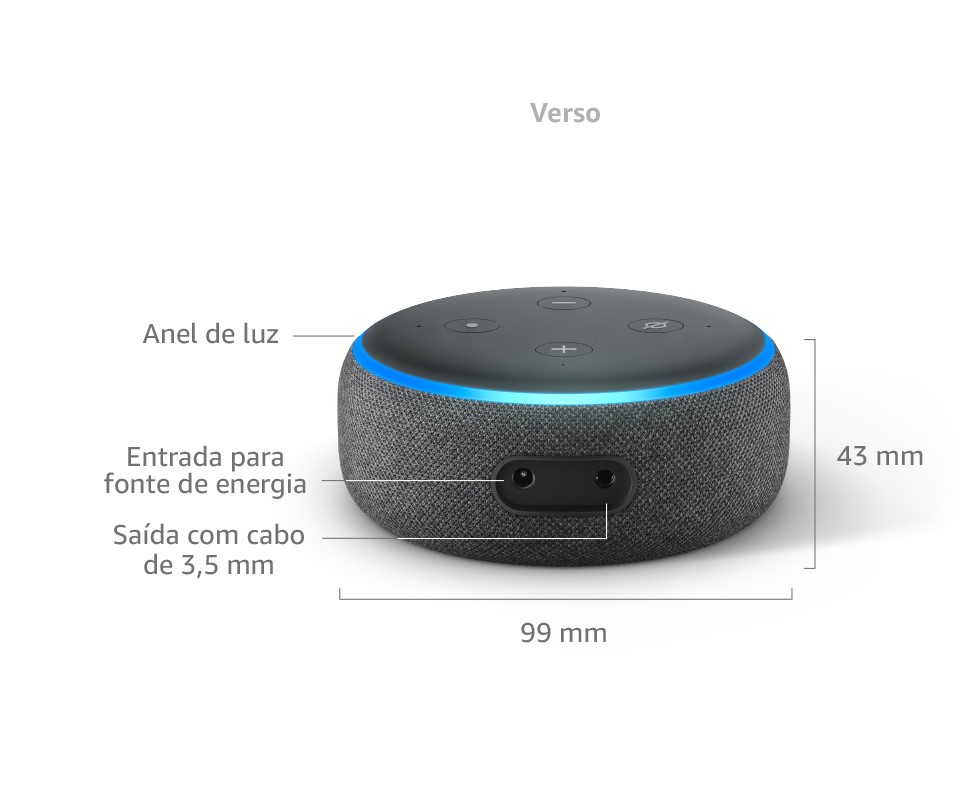 Verso
Anel de luz
Entrada para
fonte de energia
Saída com cabo
de 3,5 mm
43 mm
99 mm